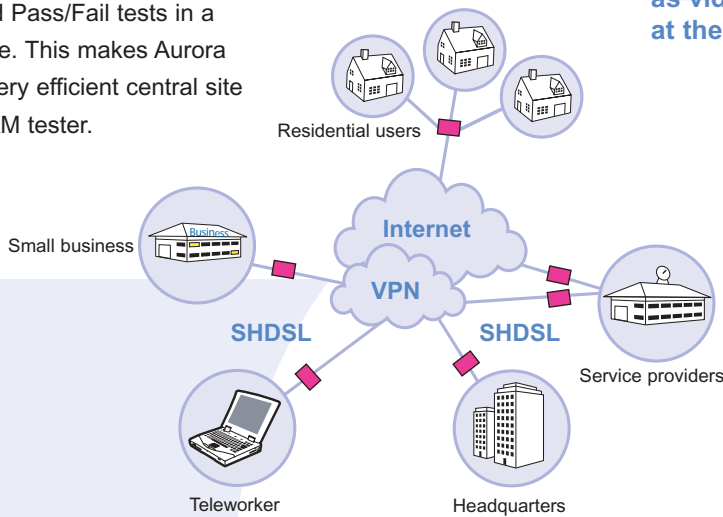 l Pass/Fail tests in a
e. This makes Aurora
ery efficient central site
M tester.
as vid
at the
Residential users
Internet
Small business
Business
VPN
SHDSL
SHDSL
Service providers
Teleworker
Headquarters